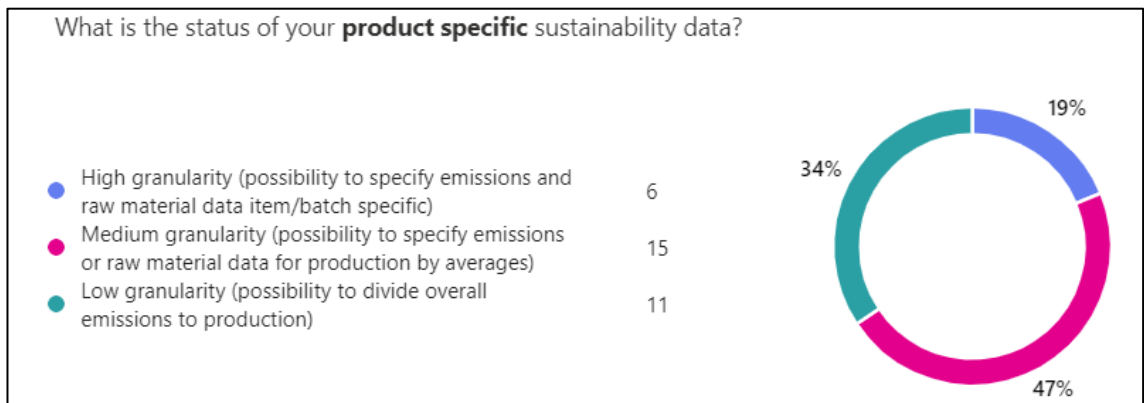 What is the status of your product specific sustainability data?
High granularity (possibility to specify emissions and
raw material data item/batch specific)
6
Medium granularity (possibility to specify emissions
or raw material data for production by averages)
15
Low granularity (possibility to divide overall
emissions to production)
11
19%
34%
47%